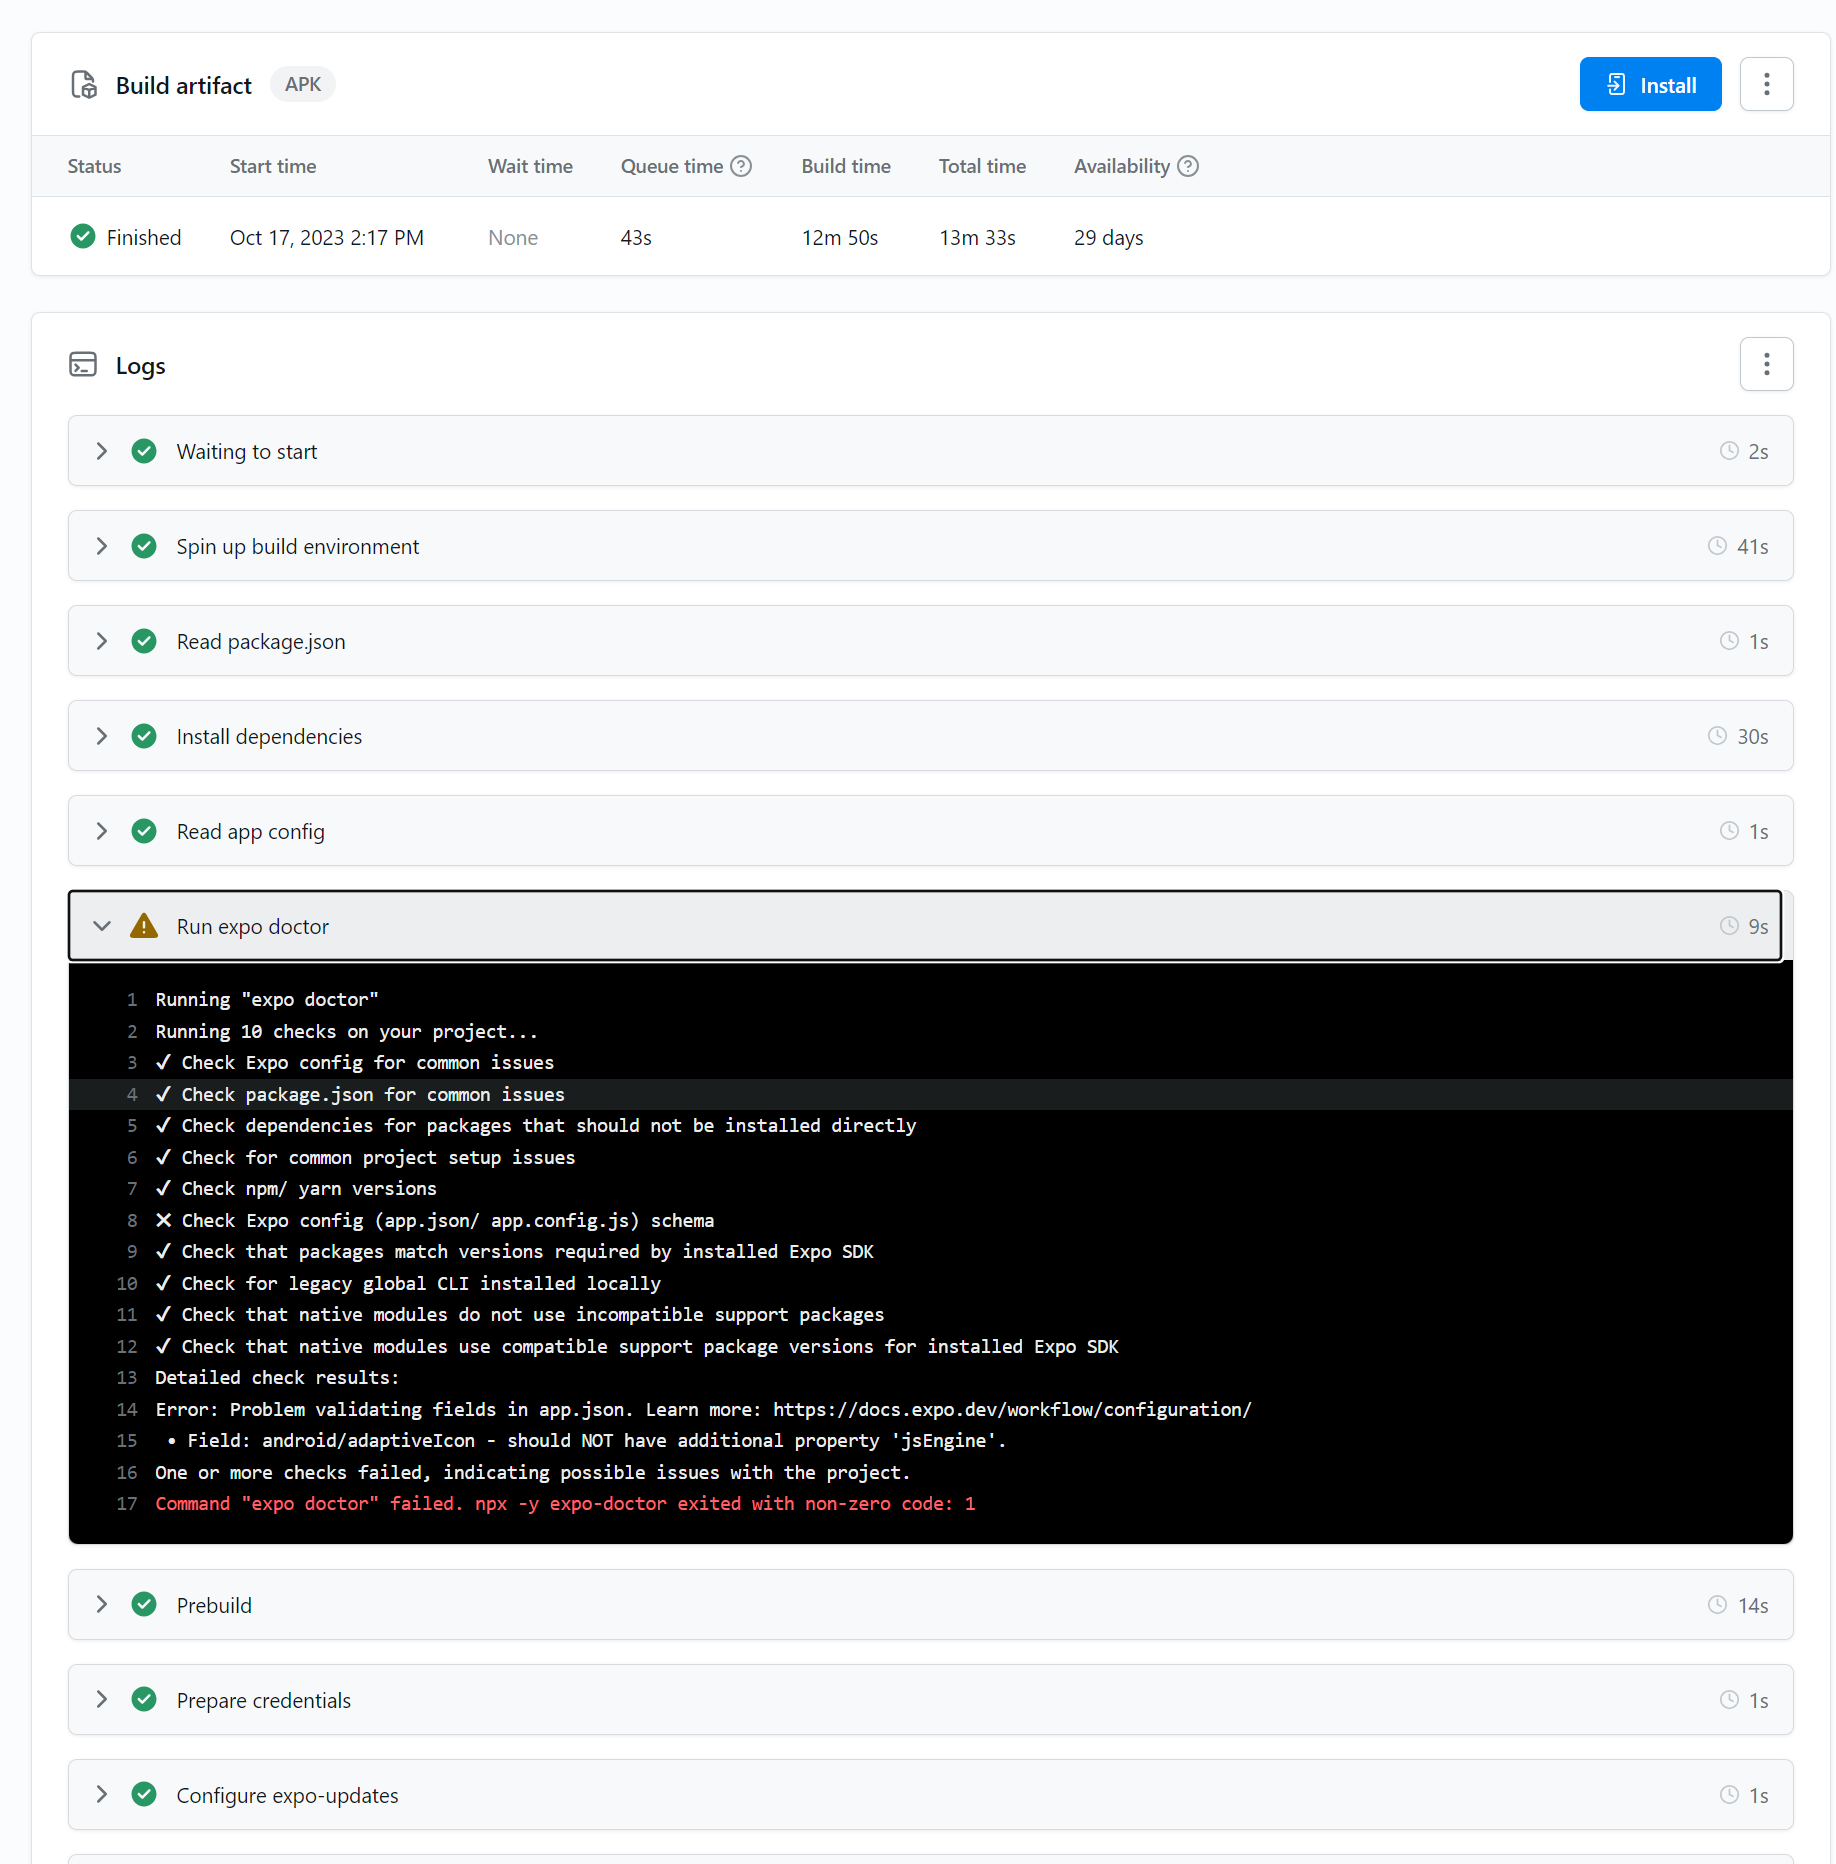 Build artifact APK Install
Status Start time Wait time Queue time Build time Total time Availability
Finished Oct 17, 2023 2:17 PM None 43s 12m 50s 13m 33s 29 days
Logs
Waiting to start 2s
Spin up build environment 41s
Read package.json 1s
Install dependencies 30s
Read app config 1s
Run expo doctor 9s
1 Running "expo doctor"
2 Running 10 checks on your project...
3 ✓ Check Expo config for common issues
4 ✓ Check package.json for common issues
5 ✓ Check dependencies for packages that should not be installed directly
6 ✓ Check for common project setup issues
7 ✓ Check npm/ yarn versions
8 ✕ Check Expo config (app.json/ app.config.js) schema
9 ✓ Check that packages match versions required by installed Expo SDK
10 ✓ Check for legacy global CLI installed locally
11 ✓ Check that native modules do not use incompatible support packages
12 ✓ Check that native modules use compatible support package versions for installed Expo SDK
13 Detailed check results:
14 Error: Problem validating fields in app.json. Learn more: https://docs.expo.dev/workflow/configuration/
15 • Field: android/adaptiveIcon - should NOT have additional property 'jsEngine'.
16 One or more checks failed, indicating possible issues with the project.
17 Command "expo doctor" failed. npx -y expo-doctor exited with non-zero code: 1
Prebuild 14s
Prepare credentials 1s
Configure expo-updates 1s